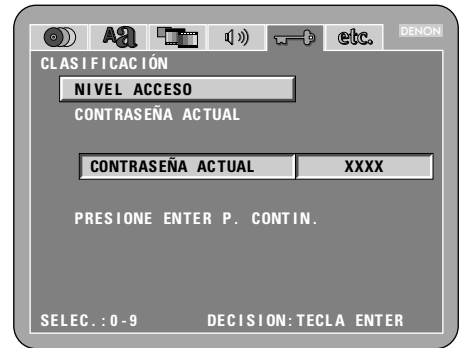 Aa etc. DENON
CLASIFICACIÓN
NIVEL ACCESO
CONTRASEÑA ACTUAL
CONTRASEÑA ACTUAL XXXX
PRESIONE ENTER P. CONTIN.
SELEC.:0-9 DECISION:TECLA ENTER